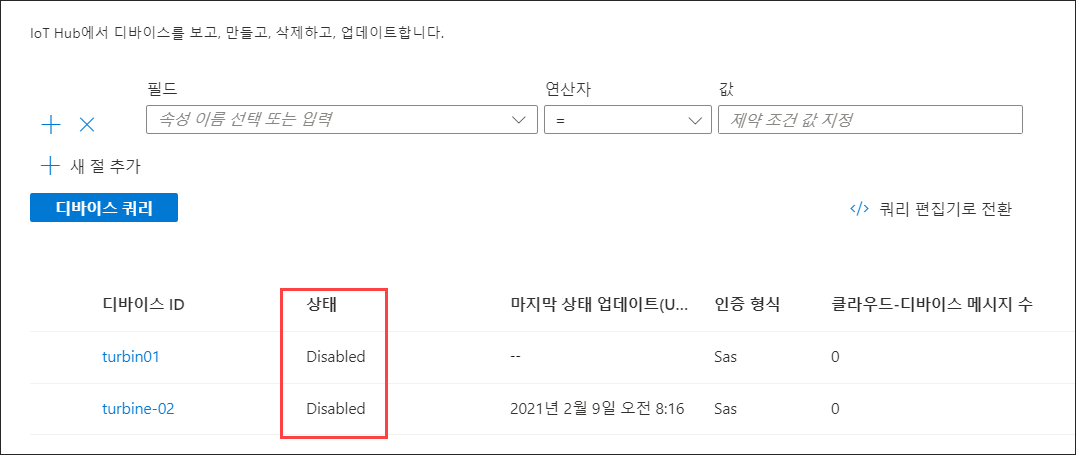 IoT Hub에서 디바이스를 보고, 만들고, 삭제하고, 업데이트합니다.
필드 연산자 값
속성 이름 선택 또는 입력 = 제약 조건 값 지정
새 절 추가
디바이스 쿼리 </> 쿼리 편집기로 전환
디바이스 ID 상태 마지막 상태 업데이트(U... 인증 형식 클라우드-디바이스 메시지 수
turbin01 Disabled -- Sas 0
turbine-02 Disabled 2021년 2월 9일 오전 8:16 Sas 0